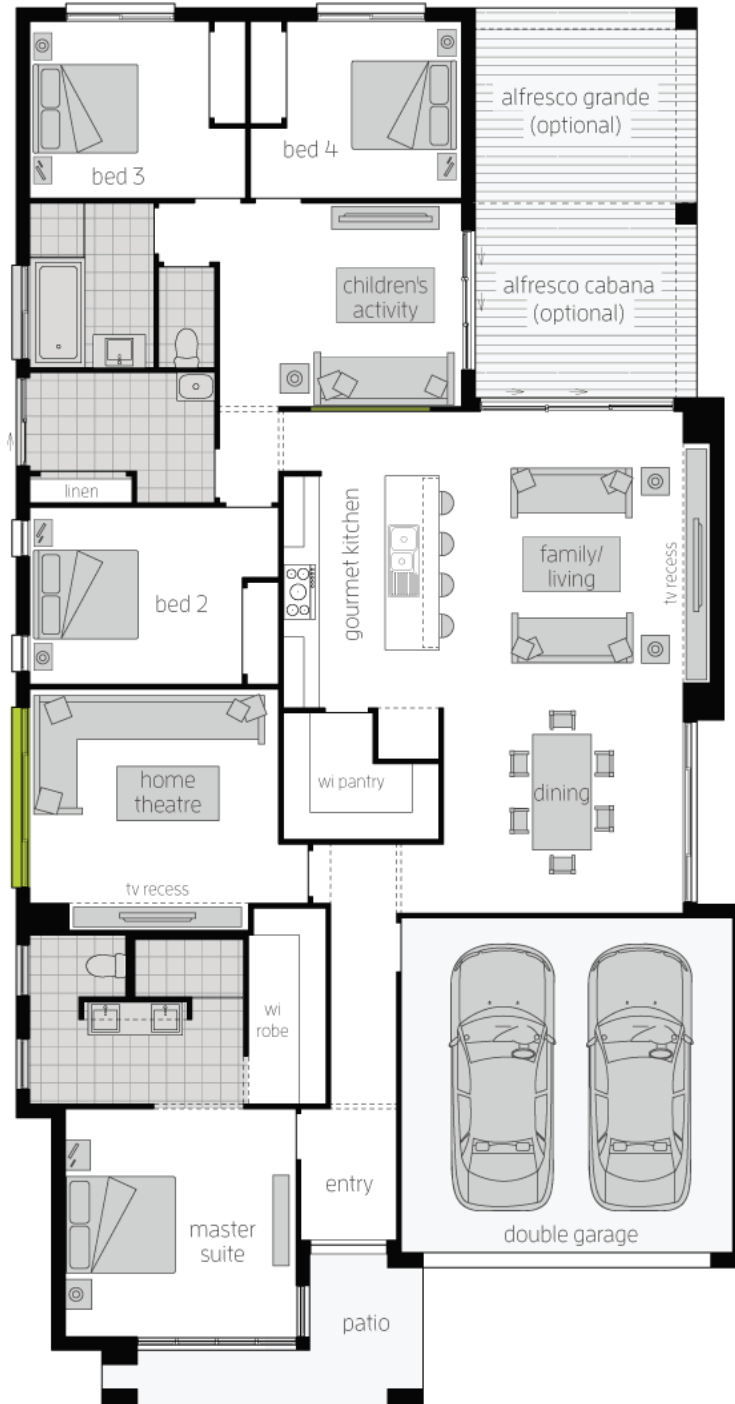 alfresco grande
(optional)
bed 3
bed 4
children's
activity
alfresco cabana
(optional)
linen
gourmet kitchen
family/
living
tv recess
bed 2
home
theatre
wi pantry
dining
tv recess
wi
robe
entry
master
suite
double garage
patio